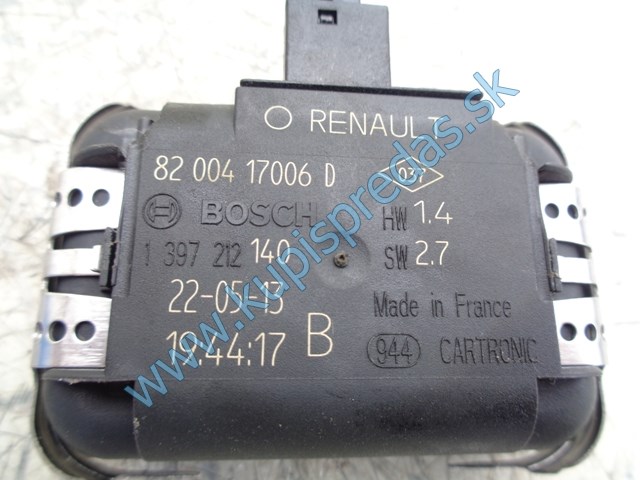 RENAULT
82 004 17006 D
037
BOSCH HW 1.4
1 397 212 140 SW 2.7
22-05-13 Made in France
19:44:17 B 944 CARTRONIC
www.kupispredas.sk